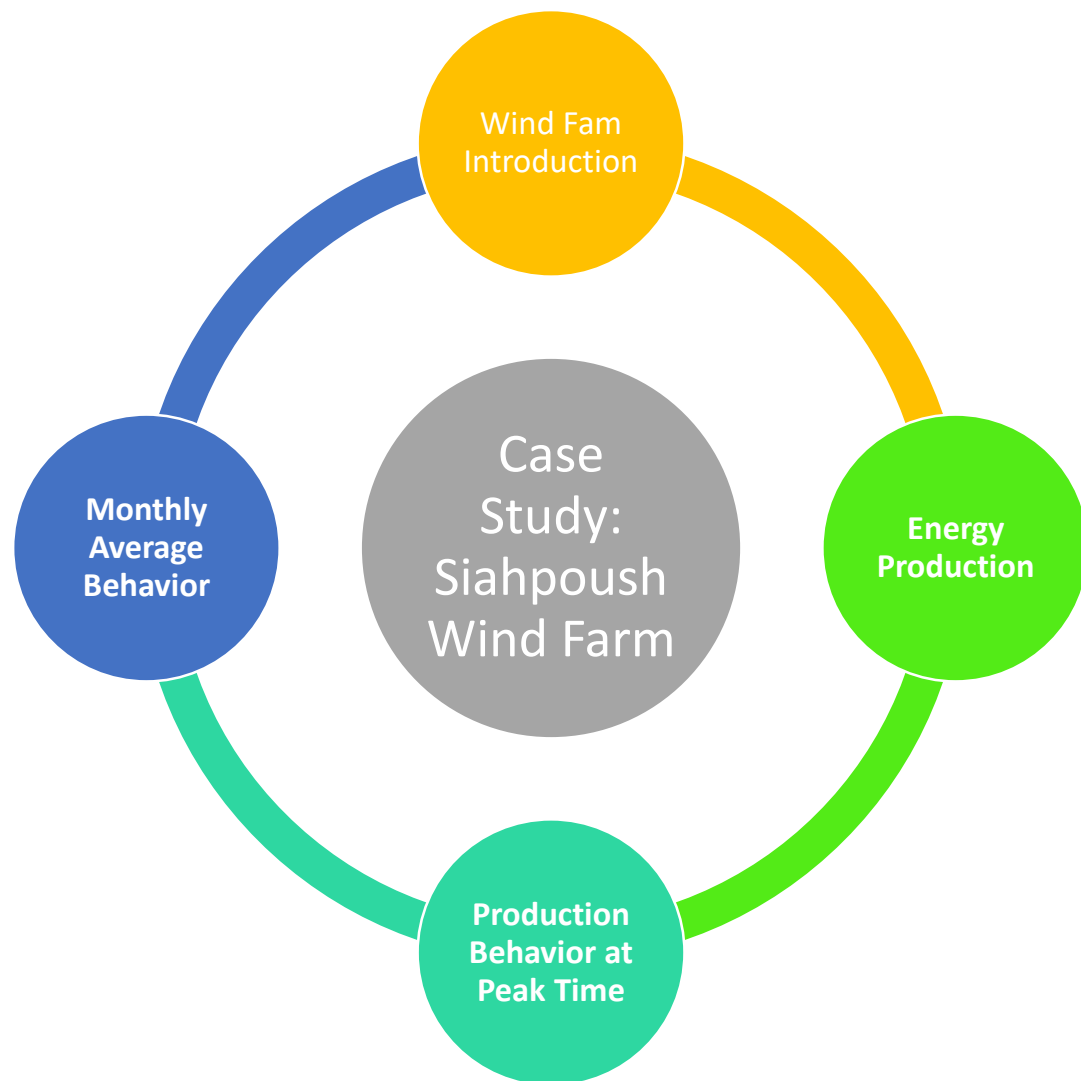 Wind Fam
Introduction
Case
Study:
Siahpoush
Wind Farm
Monthly
Average
Behavior
Energy
Production
Production
Behavior at
Peak Time